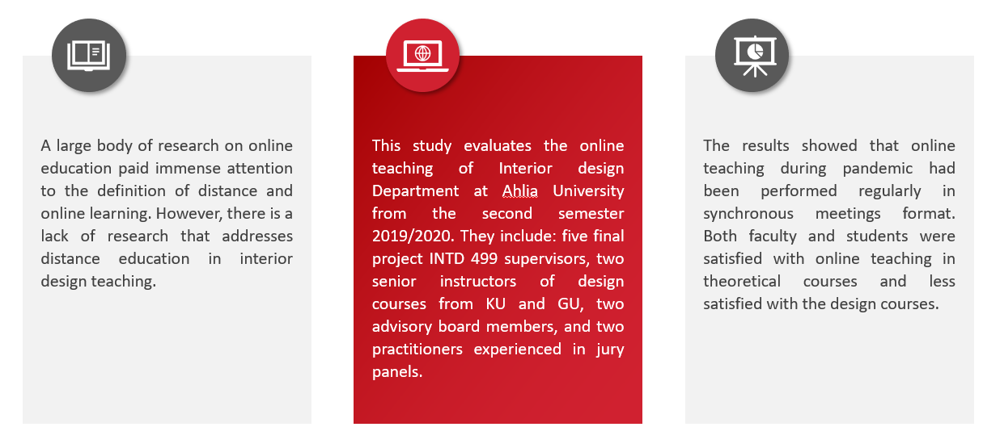 A large body of research on online
education paid immense attention
to the definition of distance and
online learning. However, there is a
lack of research that addresses
distance education in interior
design teaching.
This study evaluates the online
teaching of Interior design
Department at Ahlia University
from the second semester
2019/2020. They include: five final
project INTD 499 supervisors, two
senior instructors of design
courses from KU and GU, two
advisory board members, and two
practitioners experienced in jury
panels.
The results showed that online
teaching during pandemic had
been performed regularly in
synchronous meetings format.
Both faculty and students were
satisfied with online teaching in
theoretical courses and less
satisfied with the design courses.